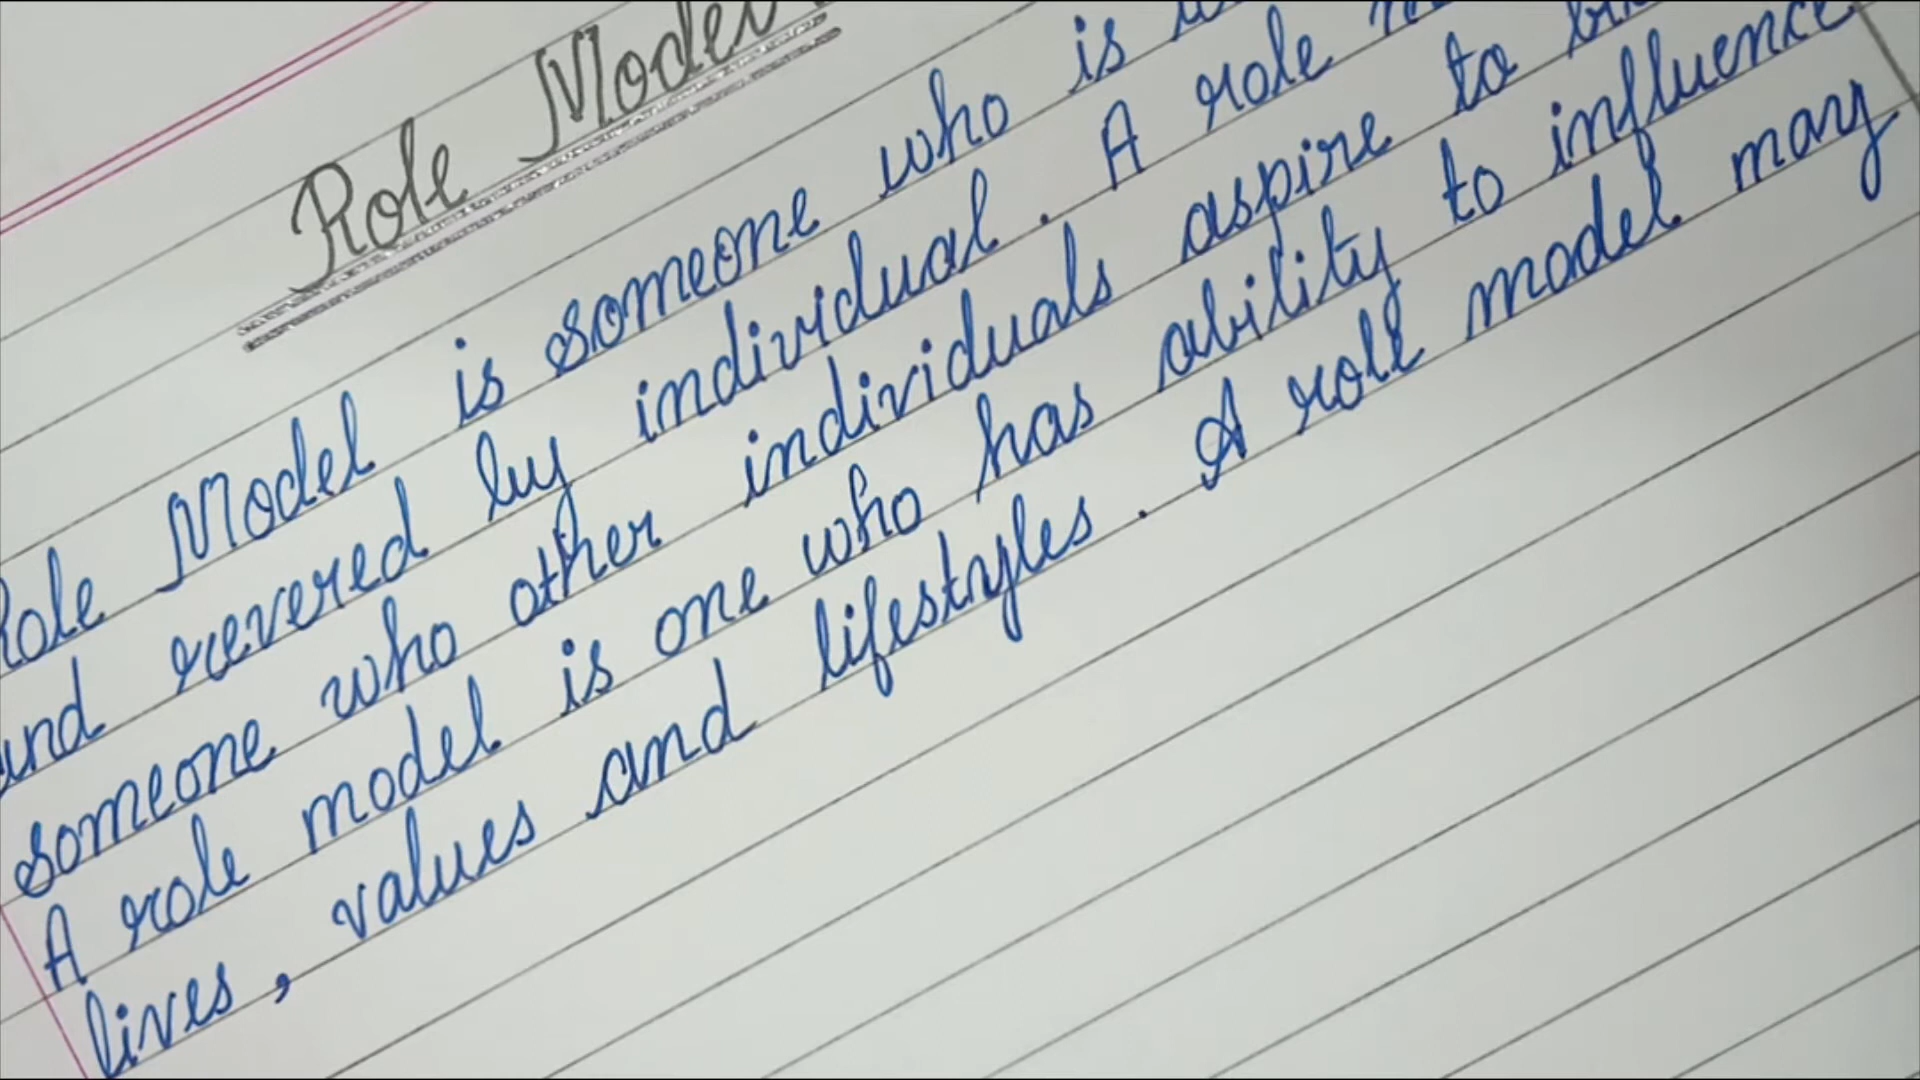 Role Model
Role Model is someone who is
and revered by individual. A role
someone who other individuals aspire to
A role model is one who has ability to influence
lives, values and lifestyles. A roll model may